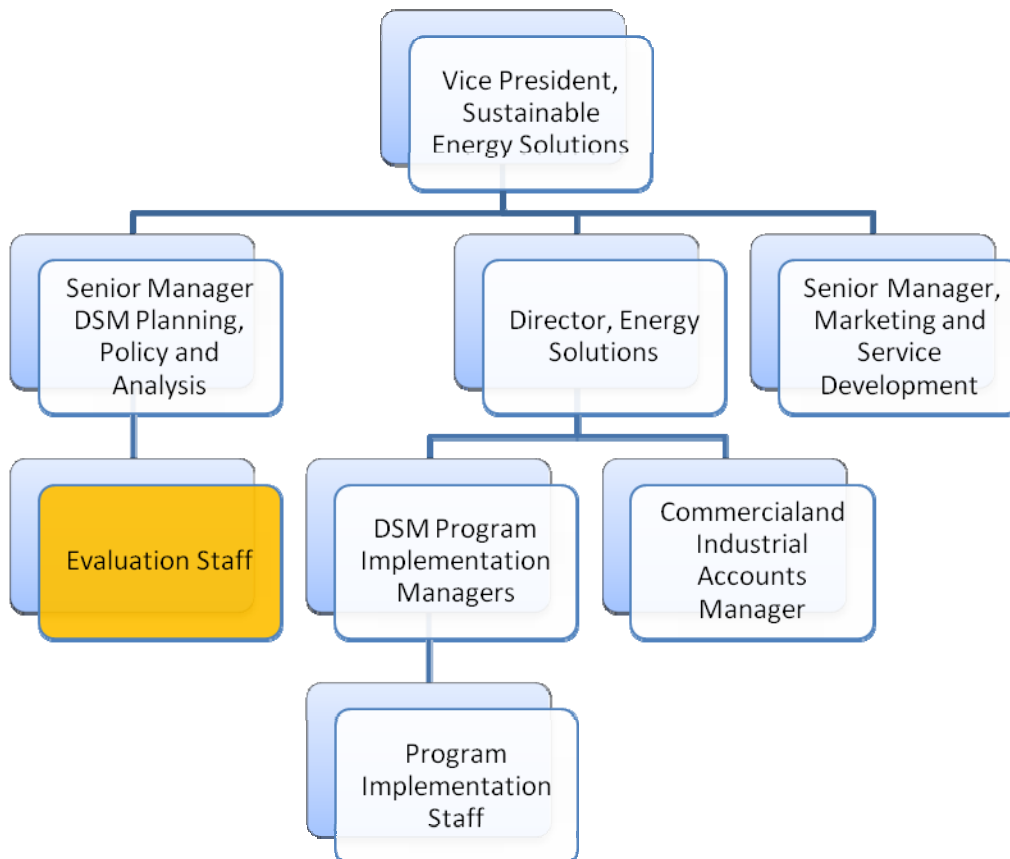 Vice President,
Sustainable
Energy Solutions
Senior Manager
DSM Planning,
Policy and
Analysis
Director, Energy
Solutions
Senior Manager,
Marketing and
Service
Development
Evaluation Staff
DSM Program
Implementation
Managers
Commercialand
Industrial
Accounts
Manager
Program
Implementation
Staff